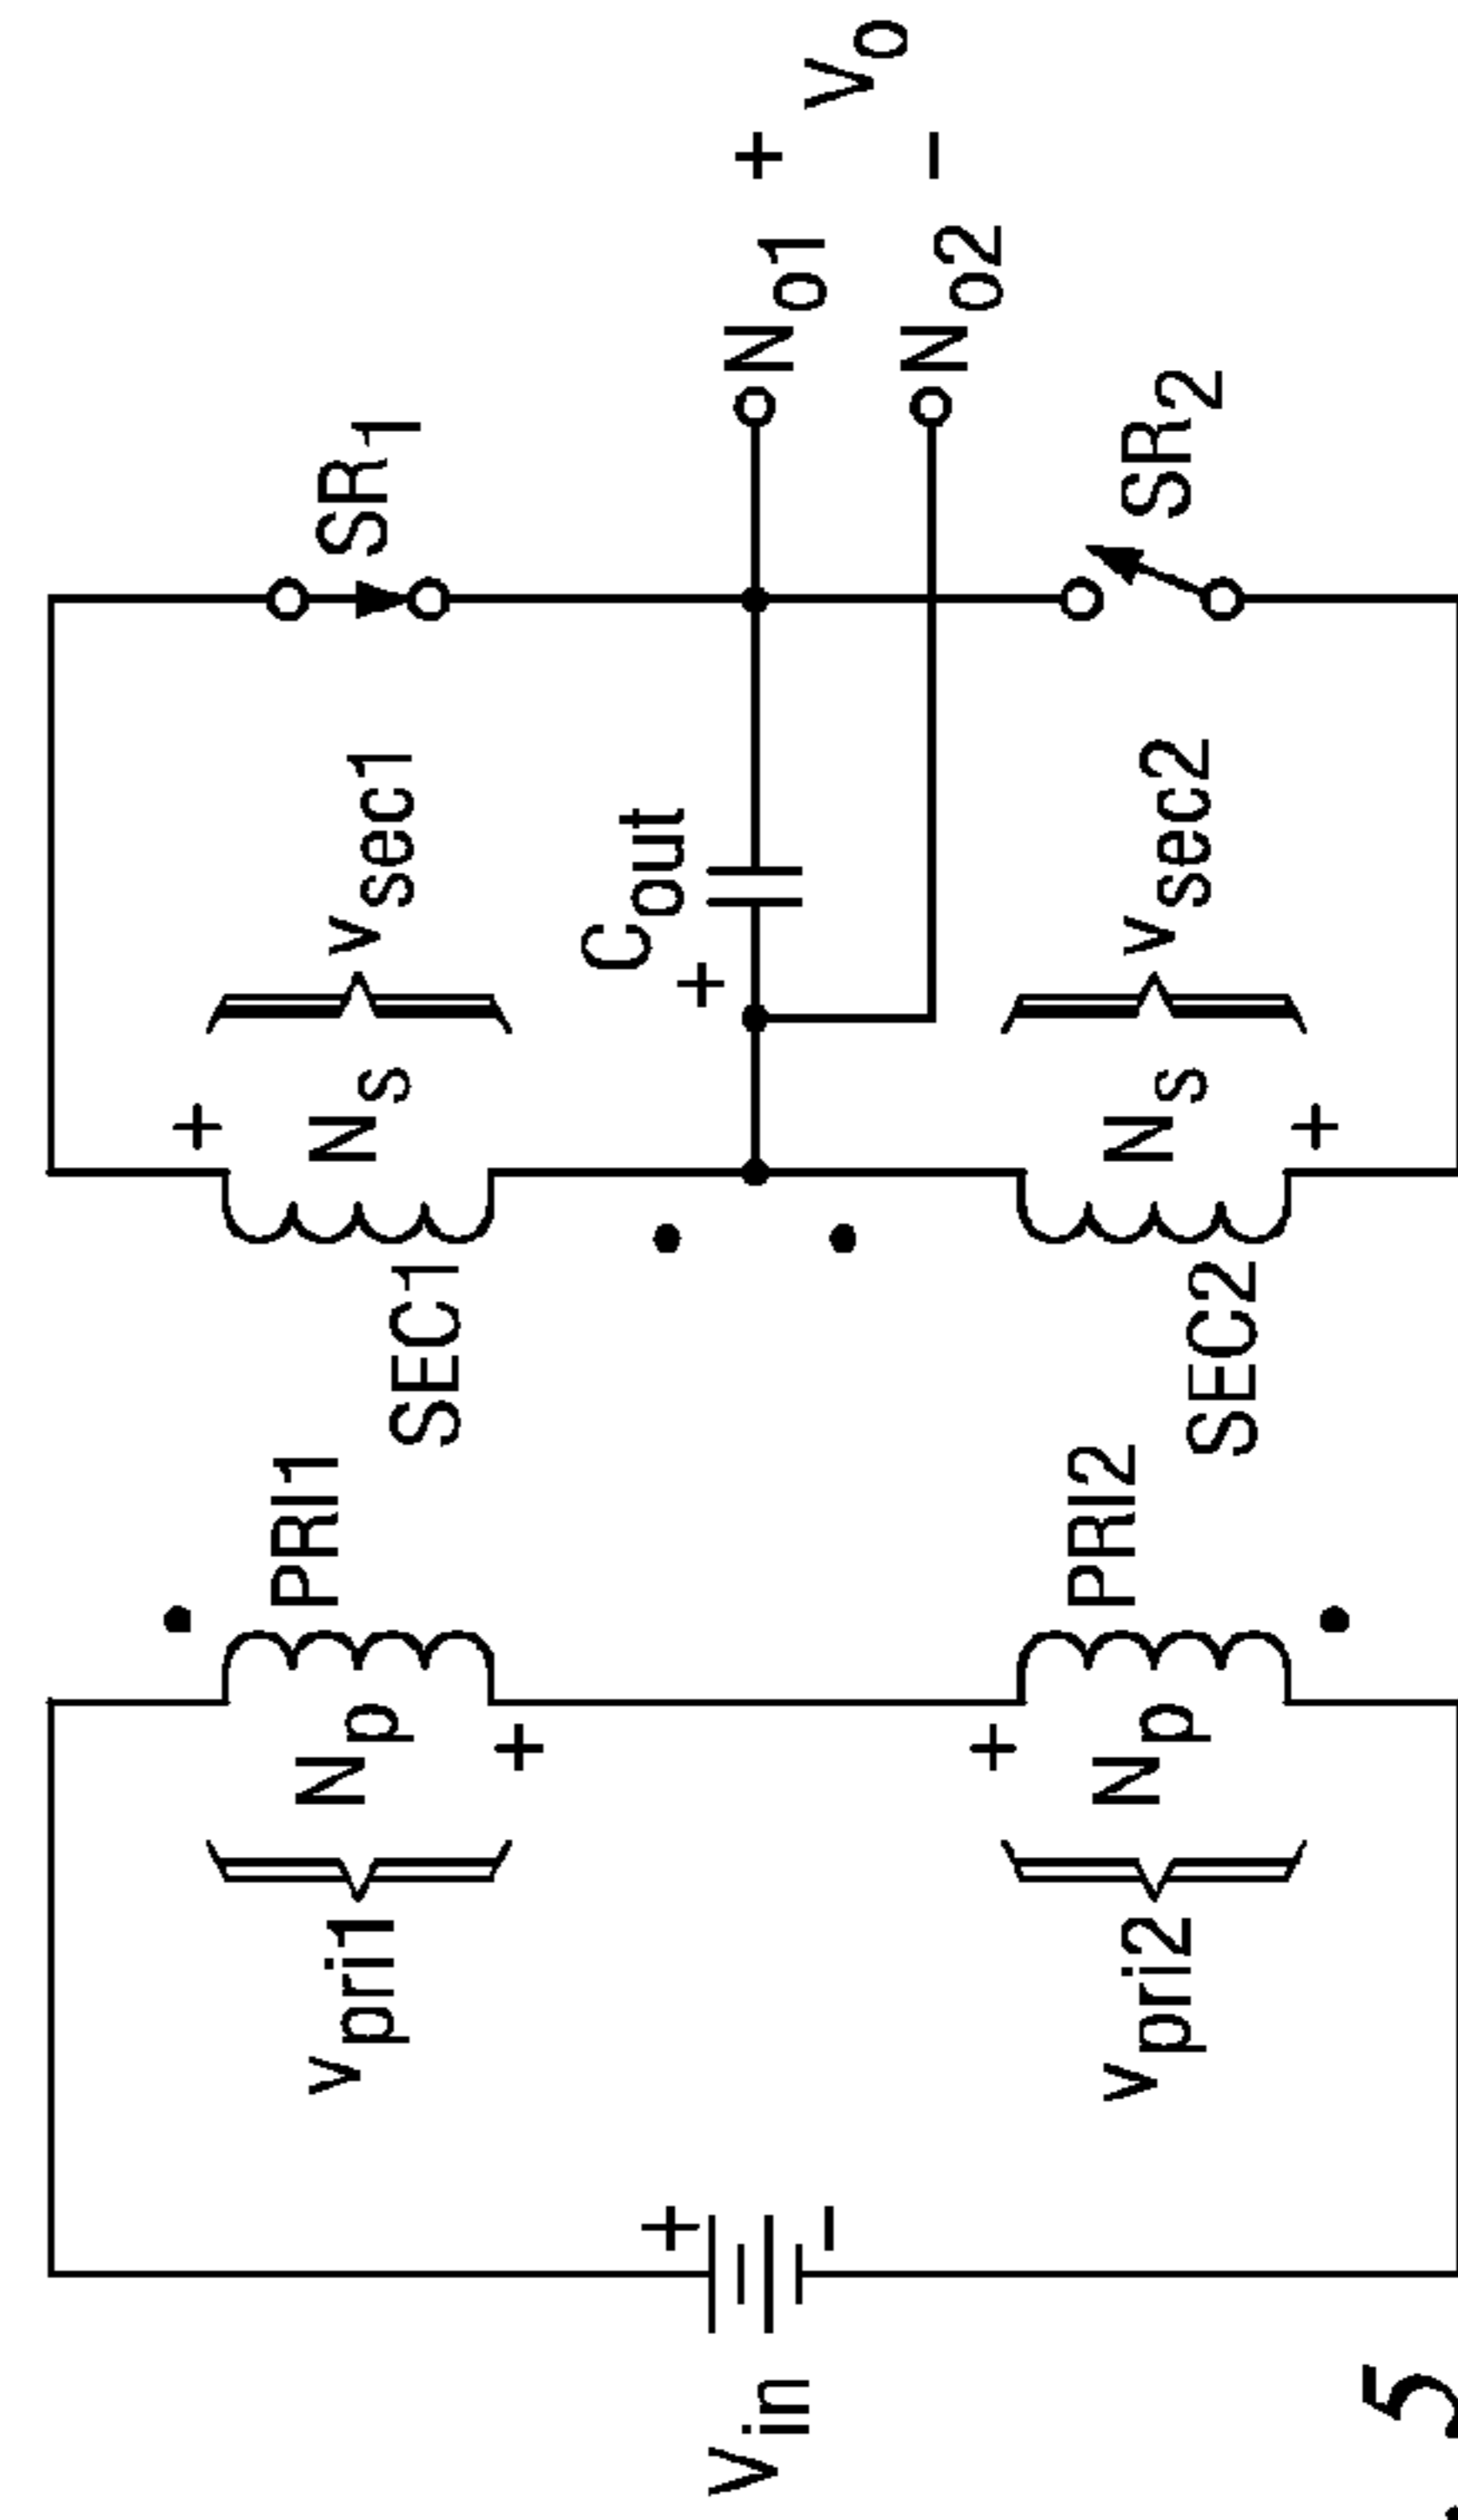 Vin
+
−
vpri1
vpri2
Np
+
Np
+
PRI1
PRI2
SEC1
SEC2
+
Ns
Ns
+
vsec1
vsec2
Cout
+
SR1
SR2
No1 +
No2 −
Vo